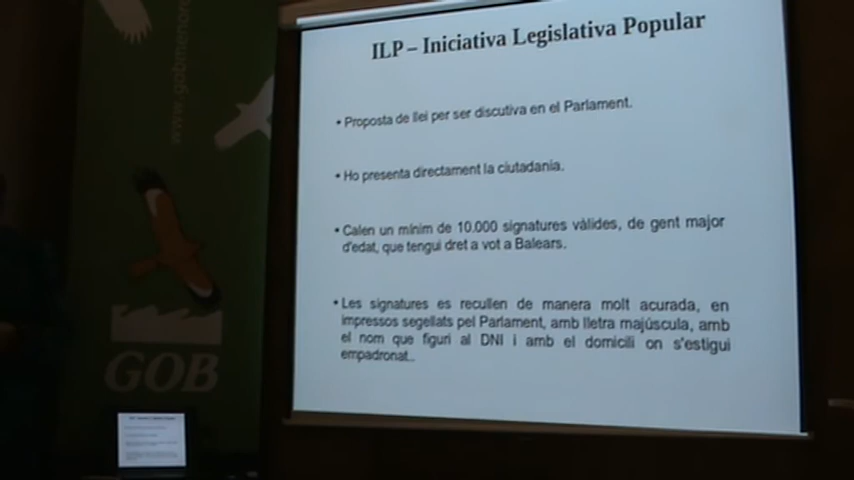 ILP – Iniciativa Legislativa Popular
• Proposta de llei per ser discutiva en el Parlament.
• Ho presenta directament la ciutadania.
• Calen un mínim de 10.000 signatures vàlides, de gent major
d'edat, que tengui dret a vot a Balears.
• Les signatures es recullen de manera molt acurada, en
impressos segellats pel Parlament, amb lletra majúscula, amb
el nom que figuri al DNI i amb el domicili on s'estigui
empadronat..
www.gobmenor
GOB